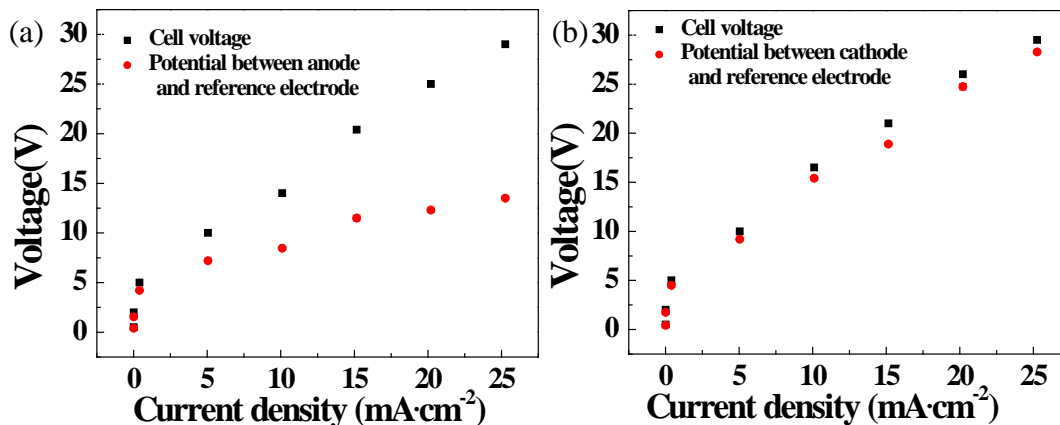 (a)
Cell voltage
Potential between anode
and reference electrode
Voltage(V)
30
25
20
15
10
5
0
0 5 10 15 20 25
Current density (mA·cm⁻²)
(b)
Cell voltage
Potential between cathode
and reference electrode
Voltage(V)
30
25
20
15
10
5
0
0 5 10 15 20 25
Current density (mA·cm⁻²)